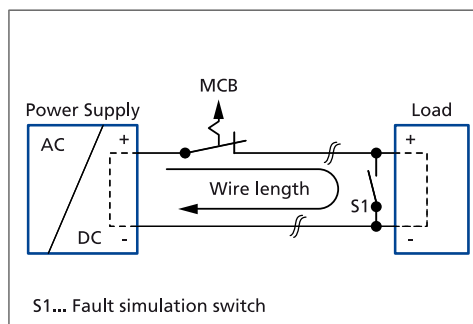 MCB
Power Supply
Load
AC
+
+
Wire length
S1
DC
-
-
S1... Fault simulation switch